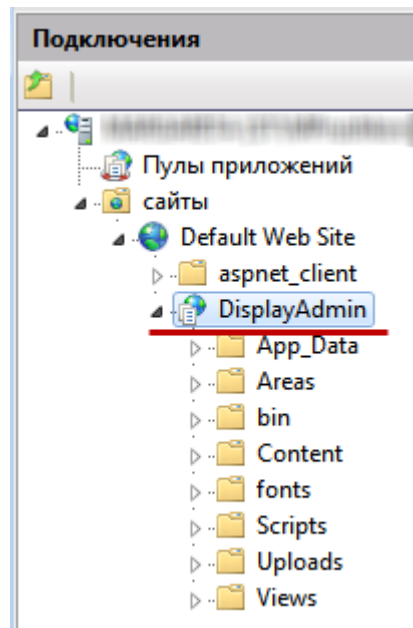 Подключения
Пулы приложений
сайты
Default Web Site
aspnet_client
DisplayAdmin
App_Data
Areas
bin
Content
fonts
Scripts
Uploads
Views